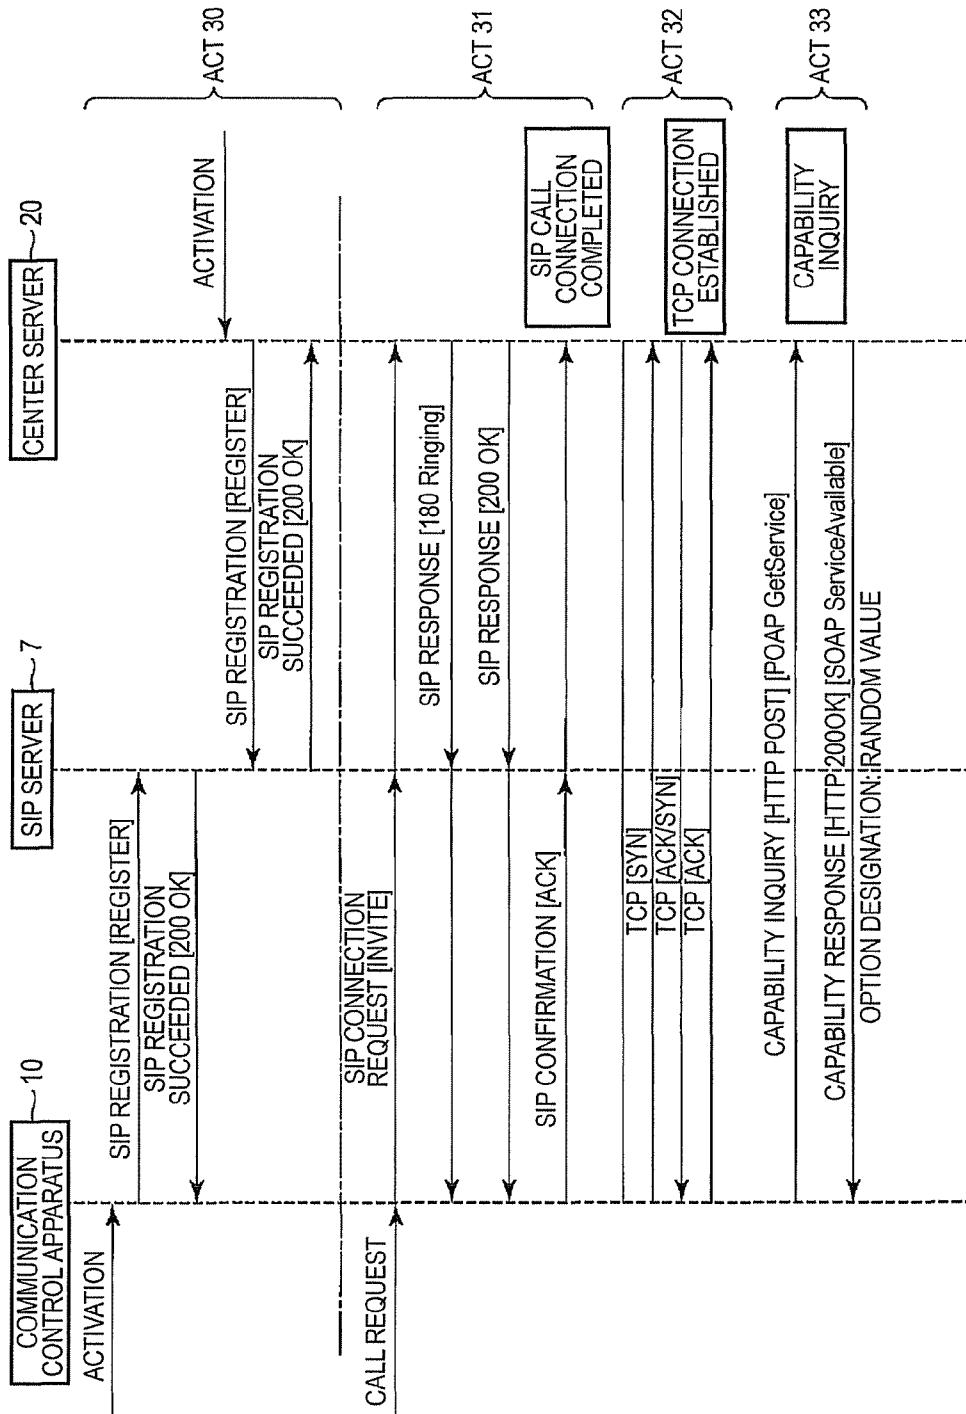 COMMUNICATION
CONTROL APPARATUS
10
SIP SERVER
7
CENTER SERVER
20
ACTIVATION
SIP REGISTRATION [REGISTER]
SIP REGISTRATION
SUCCEEDED [200 OK]
ACTIVATION
SIP REGISTRATION [REGISTER]
SIP REGISTRATION
SUCCEEDED [200 OK]
ACT 30
CALL REQUEST
SIP CONNECTION
REQUEST [INVITE]
SIP RESPONSE [180 Ringing]
SIP RESPONSE [200 OK]
SIP CONFIRMATION [ACK]
SIP CALL
CONNECTION
COMPLETED
ACT 31
TCP [SYN]
TCP [ACK/SYN]
TCP [ACK]
TCP CONNECTION
ESTABLISHED
ACT 32
CAPABILITY INQUIRY [HTTP POST] [POAP GetService]
CAPABILITY RESPONSE [HTTP 200OK] [SOAP ServiceAvailable]
OPTION DESIGNATION: RANDOM VALUE
CAPABILITY
INQUIRY
ACT 33